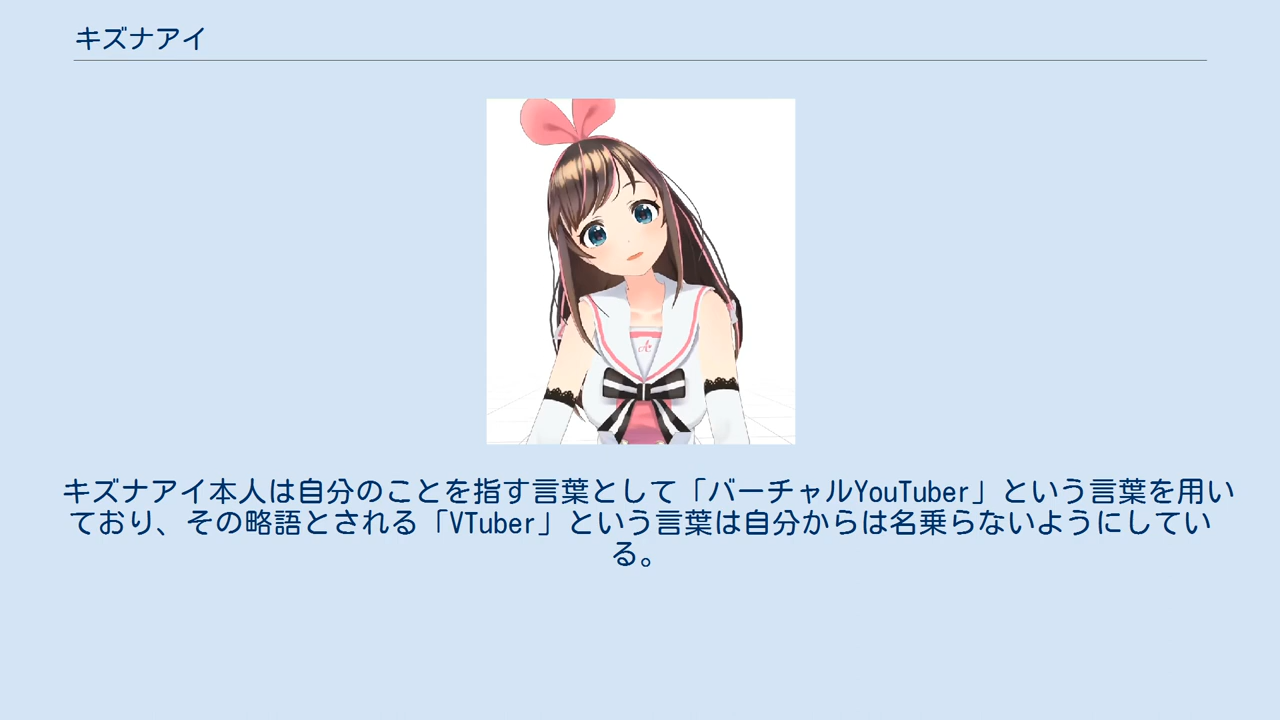 キズナアイ
キズナアイ本人は自分のことを指す言葉として「バーチャルYouTuber」という言葉を用い
ており、その略語とされる「VTuber」という言葉は自分からは名乗らないようにしてい
る。